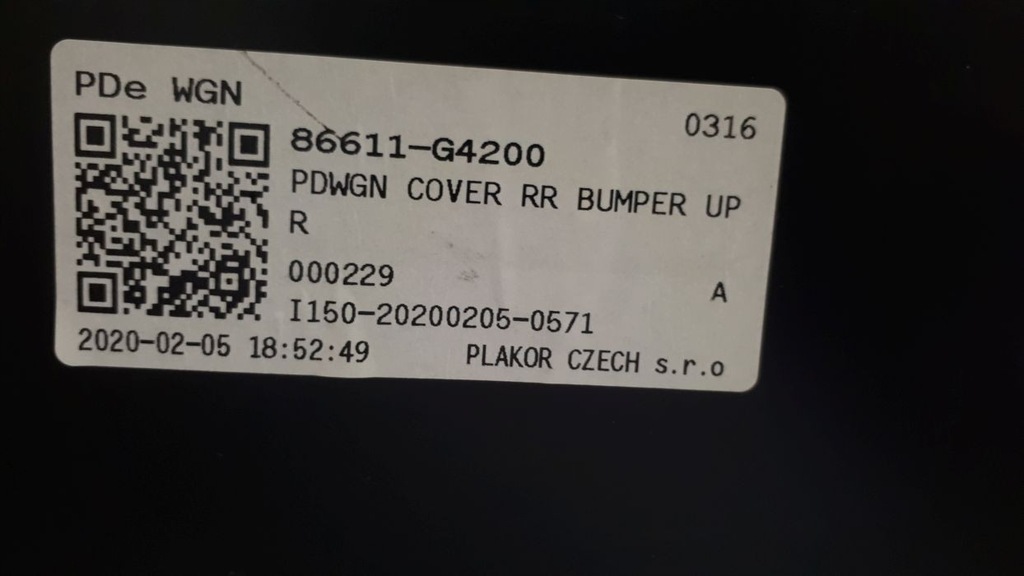 PDe WGN
0316
86611-G4200
PDWGN COVER RR BUMPER UP
R
000229
A
I150-20200205-0571
2020-02-05 18:52:49
PLAKOR CZECH s.r.o